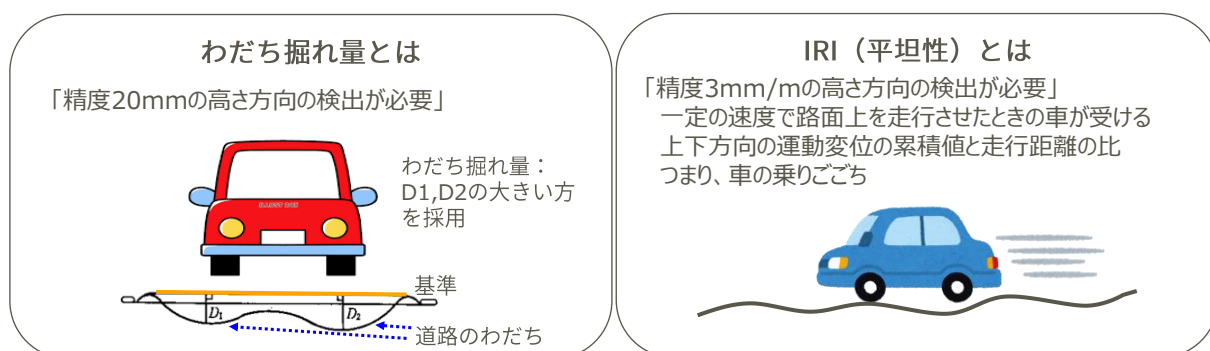 わだち掘れ量とは
「精度20mmの高さ方向の検出が必要」
わだち掘れ量：
D1,D2の大きい方
を採用
基準
D₁
D₂
道路のわだち
IRI（平坦性）とは
「精度3mm/mの高さ方向の検出が必要」
一定の速度で路面上を走行させたときの車が受ける
上下方向の運動変位の累積値と走行距離の比
つまり、車の乗りごごち